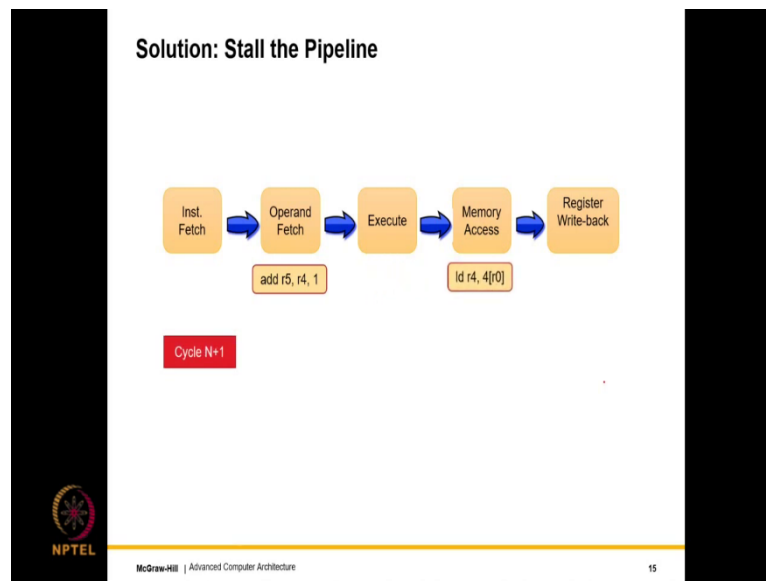 Solution: Stall the Pipeline
Inst.
Fetch
Operand
Fetch
Execute
Memory
Access
Register
Write-back
add r5, r4, 1
ld r4, 4[r0]
Cycle N+1
NPTEL
McGraw-Hill | Advanced Computer Architecture
15